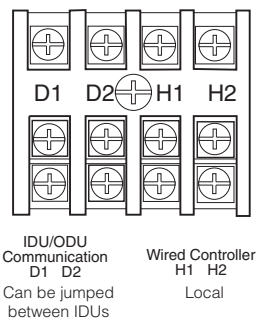 D1 D2 H1 H2
IDU/ODU
Communication
D1 D2
Can be jumped
between IDUs
Wired Controller
H1 H2
Local